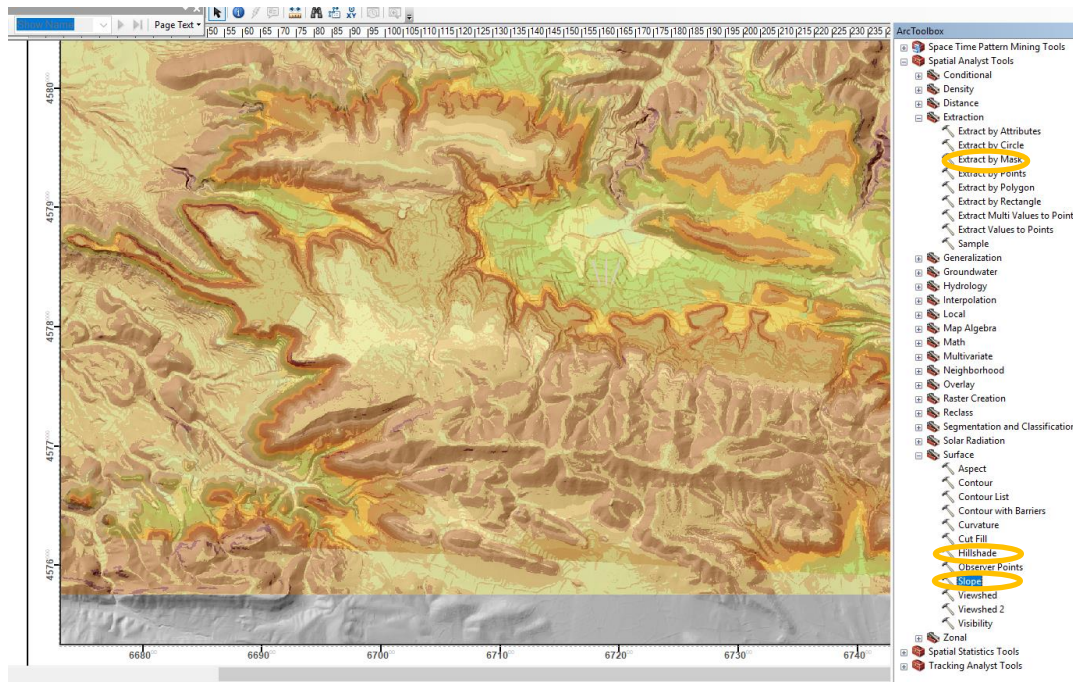 Show Name
Page Text
50 55 60 65 70 75 80 85 90 95 100 105 110 115 120 125 130 135 140 145 150 155 160 165 170 175 180 185 190 195 200 205 210 215 220 225 230 235 2
4580
4579
4578
4577
4576
6680 6690 6700 6710 6720 6730 6740
ArcToolbox
Space Time Pattern Mining Tools
Spatial Analyst Tools
Conditional
Density
Distance
Extraction
Extract by Attributes
Extract by Circle
Extract by Mask
Extract by Points
Extract by Polygon
Extract by Rectangle
Extract Multi Values to Point
Extract Values to Points
Sample
Generalization
Groundwater
Hydrology
Interpolation
Local
Map Algebra
Math
Multivariate
Neighborhood
Overlay
Raster Creation
Reclass
Segmentation and Classification
Solar Radiation
Surface
Aspect
Contour
Contour List
Contour with Barriers
Curvature
Cut Fill
Hillshade
Observer Points
Slope
Viewshed
Viewshed 2
Visibility
Zonal
Spatial Statistics Tools
Tracking Analyst Tools